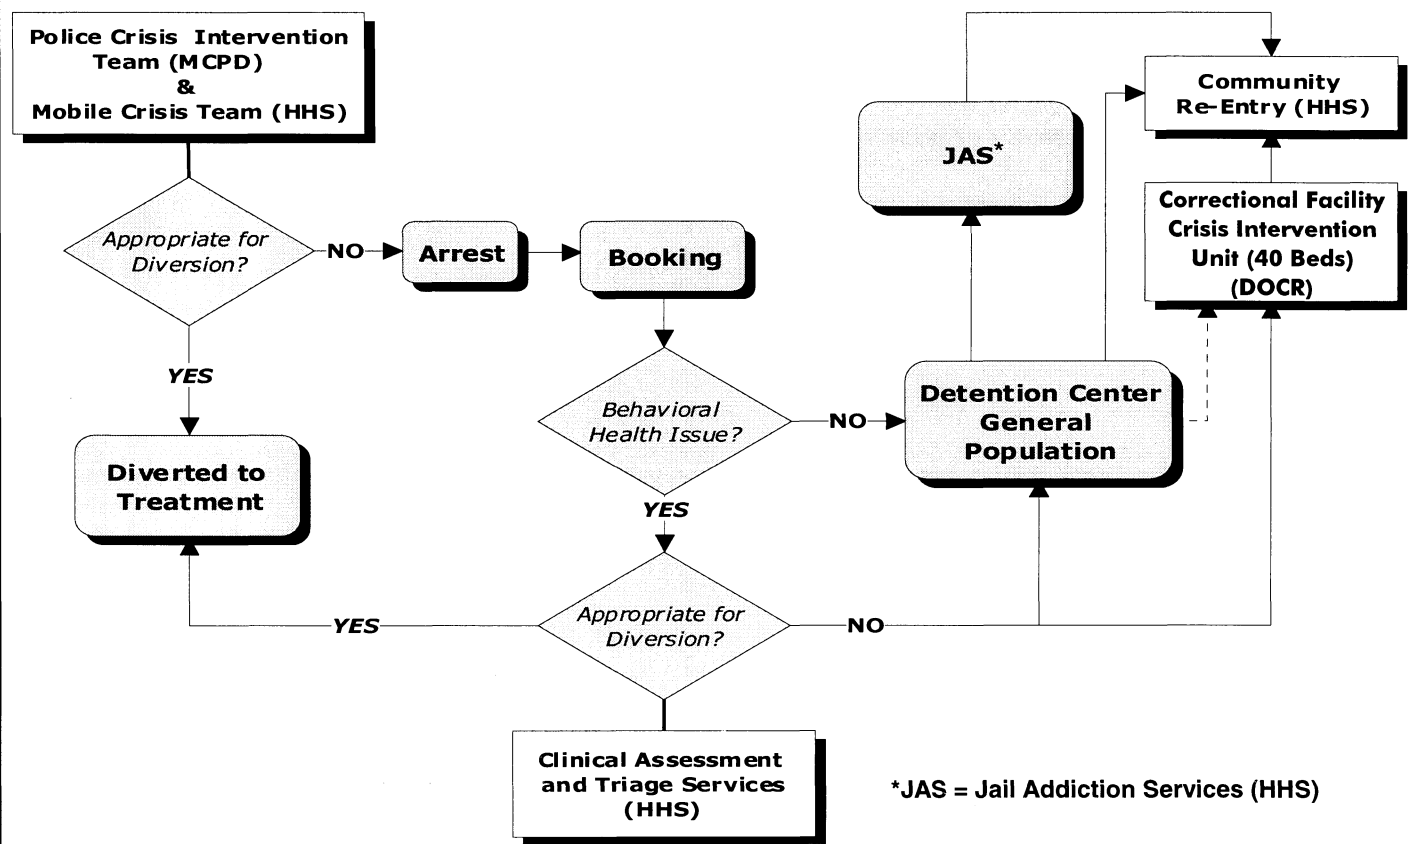 Police Crisis Intervention
Team (MCPD)
&
Mobile Crisis Team (HHS)
Appropriate for
Diversion?
NO
Arrest
Booking
YES
Diverted to
Treatment
Behavioral
Health Issue?
NO
YES
Detention Center
General
Population
JAS*
Community
Re-Entry (HHS)
Correctional Facility
Crisis Intervention
Unit (40 Beds)
(DOCR)
Appropriate for
Diversion?
YES
NO
Clinical Assessment
and Triage Services
(HHS)
*JAS = Jail Addiction Services (HHS)